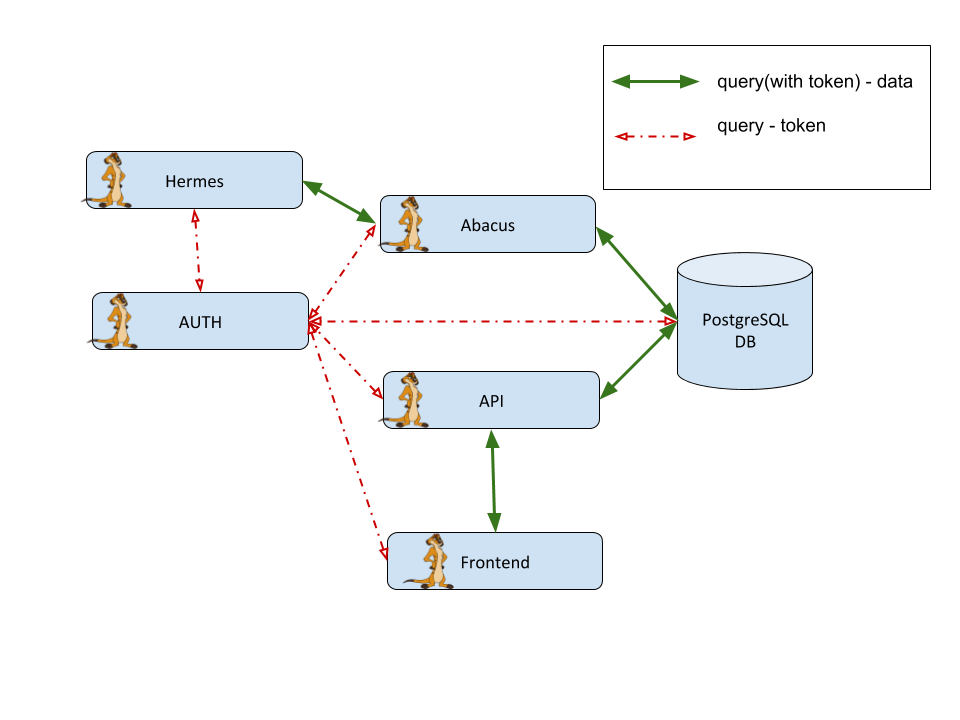 query(with token) - data
query - token
Hermes
Abacus
AUTH
PostgreSQL
DB
API
Frontend